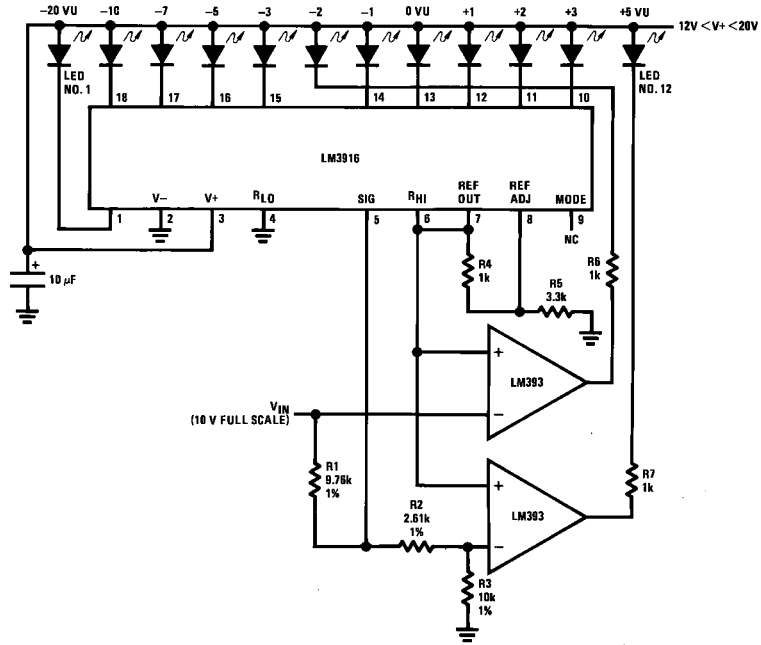 −20 VU −10 −7 −5 −3 −2 −1 0 VU +1 +2 +3 +5 VU
12V < V+ < 20V
LED
NO. 1
LED
NO. 12
18 17 16 15 14 13 12 11 10
LM3916
V− V+ RLO SIG RHI REF OUT REF ADJ MODE
1 2 3 4 5 6 7 8 9
NC
+
10 µF
R4
1k
R5
3.3k
R6
1k
+
LM393
−
VIN
(10 V FULL SCALE)
R1
9.76k
1%
R2
2.61k
1%
+
LM393
−
R7
1k
R3
10k
1%